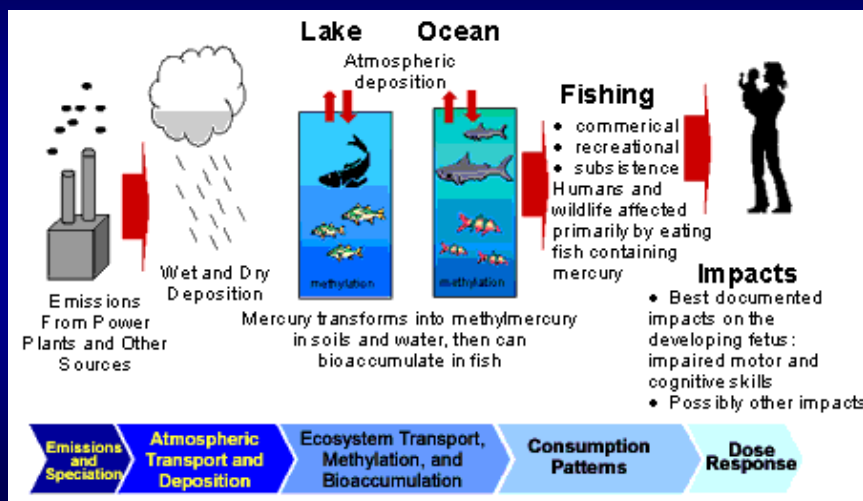 Lake
Ocean
Atmospheric
deposition
Fishing
• commerical
• recreational
• subsistence
Humans and
wildlife affected
primarily by eating
fish containing
mercury
Wet and Dry
Deposition
methylation
methylation
Emissions
From Power
Plants and Other
Sources
Mercury transforms into methylmercury
in soils and water, then can
bioaccumulate in fish
Impacts
• Best documented
impacts on the
developing fetus:
impaired motor and
cognitive skills
• Possibly other impacts
Emissions
and
Speciation
Atmospheric
Transport and
Deposition
Ecosystem Transport,
Methylation, and
Bioaccumulation
Consumption
Patterns
Dose
Response